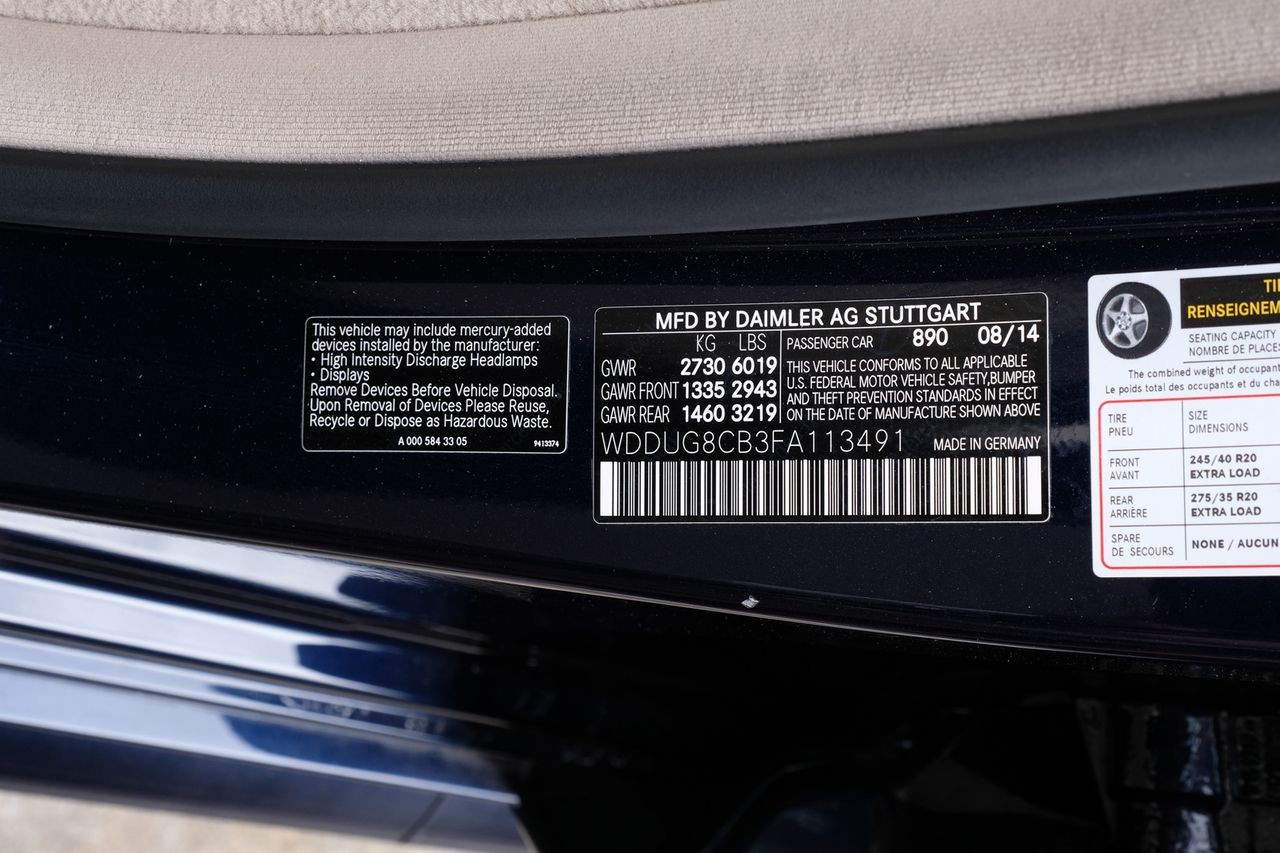 This vehicle may include mercury-added
devices installed by the manufacturer:
• High Intensity Discharge Headlamps
• Displays
Remove Devices Before Vehicle Disposal.
Upon Removal of Devices Please Reuse,
Recycle or Dispose as Hazardous Waste.
A 000 584 33 05 9413374
MFD BY DAIMLER AG STUTTGART
KG LBS
GVWR 2730 6019
GAWR FRONT 1335 2943
GAWR REAR 1460 3219
PASSENGER CAR 890 08/14
THIS VEHICLE CONFORMS TO ALL APPLICABLE
U.S. FEDERAL MOTOR VEHICLE SAFETY,BUMPER
AND THEFT PREVENTION STANDARDS IN EFFECT
ON THE DATE OF MANUFACTURE SHOWN ABOVE
WDDUG8CB3FA113491 MADE IN GERMANY
SEATING CAPACITY
NOMBRE DE PLACES
The combined weight of
Le poids total des occupants et du
TIRE SIZE
PNEU DIMENSIONS
FRONT 245/40 R20
AVANT EXTRA LOAD
REAR 275/35 R20
ARRIÈRE EXTRA LOAD
SPARE
DE SECOURS NONE / AUCUN